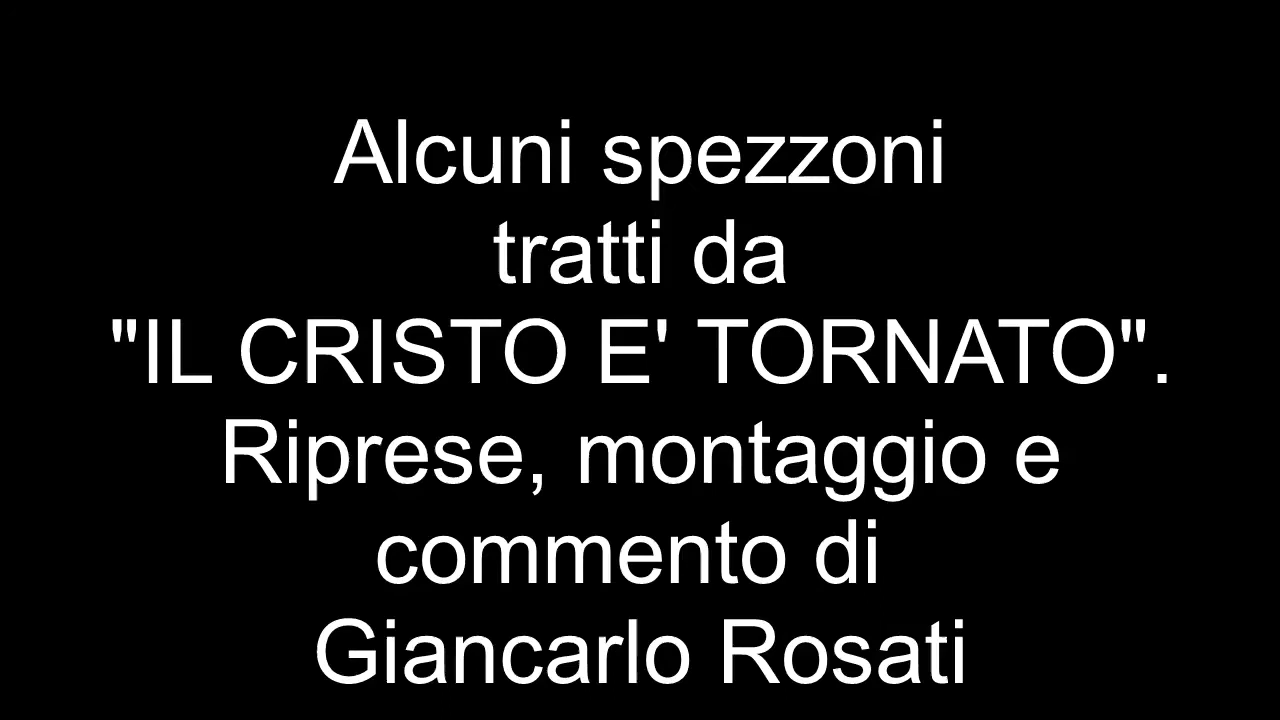 Alcuni spezzoni
tratti da
"IL CRISTO E' TORNATO".
Riprese, montaggio e
commento di
Giancarlo Rosati